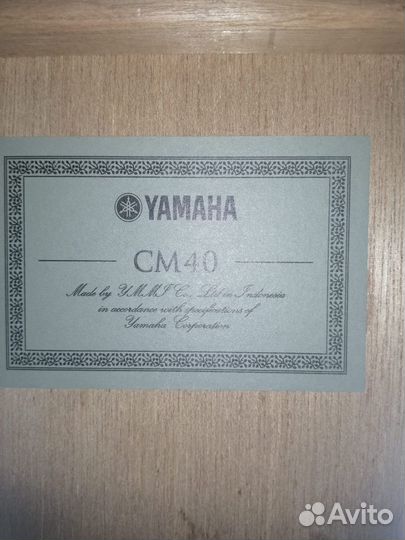 YAMAHA
CM40
Made by YMMI Co., Ltd in Indonesia
in accordance with specifications of
Yamaha Corporation
Avito